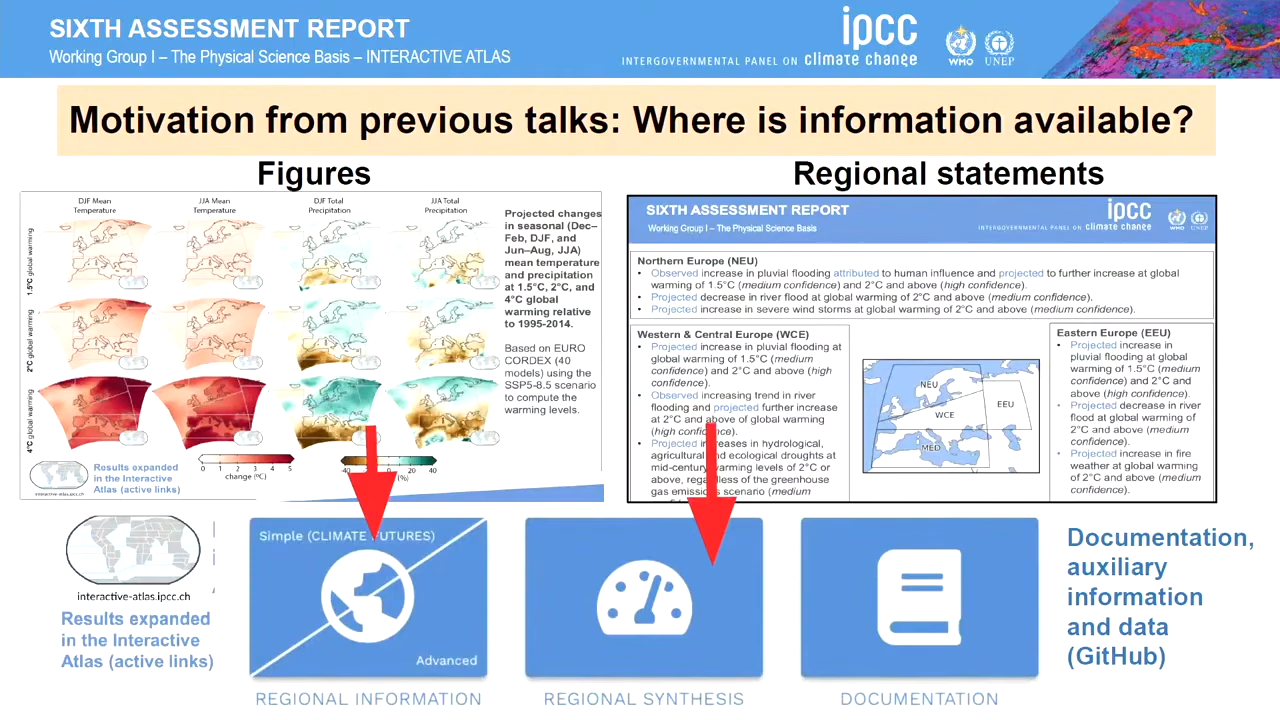 SIXTH ASSESSMENT REPORT
Working Group I – The Physical Science Basis – INTERACTIVE ATLAS
ipcc
INTERGOVERNMENTAL PANEL ON climate change
WMO
UNEP
Motivation from previous talks: Where is information available?
Figures
DJF Mean
Temperature
JJA Mean
Temperature
DJF Total
Precipitation
JJA Total
Precipitation
1.5°C global warming
2°C global warming
4°C global warming
Projected changes
in seasonal (Dec–
Feb, DJF, and
Jun–Aug, JJA)
mean temperature
and precipitation
at 1.5°C, 2°C, and
4°C global
warming relative
to 1995-2014.
Based on EURO
CORDEX (40
models) using the
SSP5-8.5 scenario
to compute the
warming levels.
interactive-atlas.ipcc.ch
Results expanded
in the Interactive
Atlas (active links)
0 1 2 3 4 5
change (°C)
-40
0 20 40
(%)
Regional statements
SIXTH ASSESSMENT REPORT
Working Group I – The Physical Science Basis
ipcc
INTERGOVERNMENTAL PANEL ON climate change
Northern Europe (NEU)
• Observed increase in pluvial flooding attributed to human influence and projected to further increase at global
warming of 1.5°C (medium confidence) and 2°C and above (high confidence).
• Projected decrease in river flood at global warming of 2°C and above (medium confidence).
• Projected increase in severe wind storms at global warming of 2°C and above (medium confidence).
Western & Central Europe (WCE)
• Projected increase in pluvial flooding at
global warming of 1.5°C (medium
confidence) and 2°C and above (high
confidence).
• Observed increasing trend in river
flooding and projected further increase
at 2°C and above of global warming
(high confidence).
• Projected increases in hydrological,
agricultural and ecological droughts at
mid-century warming levels of 2°C or
above, regardless of the greenhouse
gas emissions scenario (medium
NEU
WCE
EEU
MED
Eastern Europe (EEU)
• Projected increase in
pluvial flooding at global
warming of 1.5°C (medium
confidence) and 2°C and
above (high confidence).
• Projected decrease in river
flood at global warming of
2°C and above (medium
confidence).
• Projected increase in fire
weather at global warming
of 2°C and above (medium
confidence).
interactive-atlas.ipcc.ch
Results expanded
in the Interactive
Atlas (active links)
Simple (CLIMATE FUTURES)
Advanced
REGIONAL INFORMATION
REGIONAL SYNTHESIS
DOCUMENTATION
Documentation,
auxiliary
information
and data
(GitHub)